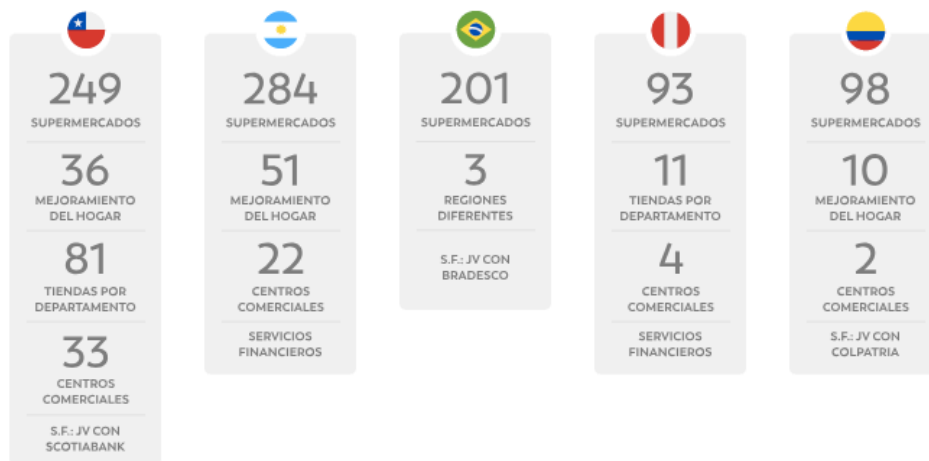 249
SUPERMERCADOS
36
MEJORAMIENTO
DEL HOGAR
81
TIENDAS POR
DEPARTAMENTO
33
CENTROS
COMERCIALES
S.F.: JV CON
SCOTIABANK
284
SUPERMERCADOS
51
MEJORAMIENTO
DEL HOGAR
22
CENTROS
COMERCIALES
SERVICIOS
FINANCIEROS
201
SUPERMERCADOS
3
REGIONES
DIFERENTES
S.F.: JV CON
BRADESCO
93
SUPERMERCADOS
11
TIENDAS POR
DEPARTAMENTO
4
CENTROS
COMERCIALES
SERVICIOS
FINANCIEROS
98
SUPERMERCADOS
10
MEJORAMIENTO
DEL HOGAR
2
CENTROS
COMERCIALES
S.F.: JV CON
COLPATRIA